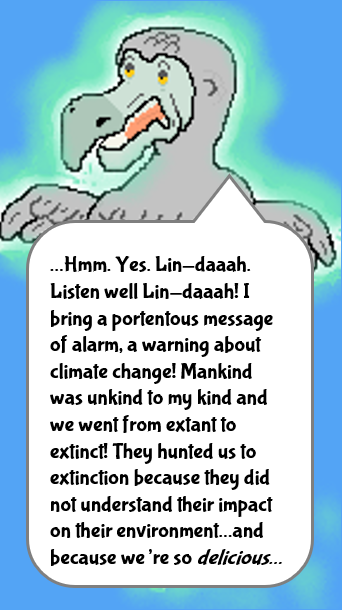 ...Hmm. Yes. Lin–daaah.
Listen well Lin–daaah! I
bring a portentous message
of alarm, a warning about
climate change! Mankind
was unkind to my kind and
we went from extant to
extinct! They hunted us to
extinction because they did
not understand their impact
on their environment...and
because we're so delicious...